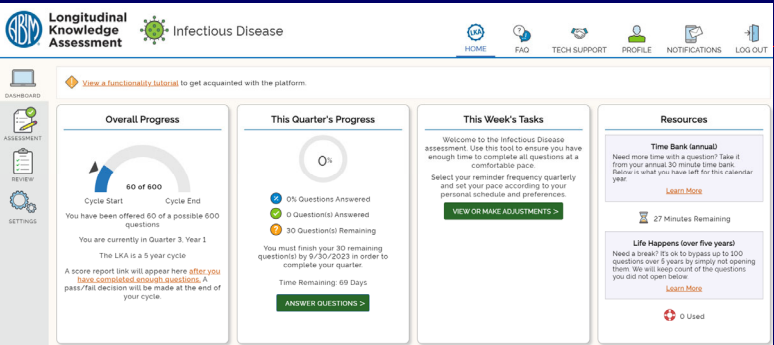 ABIM
Longitudinal
Knowledge
Assessment
Infectious Disease
LKA
HOME
FAQ
TECH SUPPORT
PROFILE
NOTIFICATIONS
LOG OUT
DASHBOARD
ASSESSMENT
REVIEW
SETTINGS
View a functionality tutorial to get acquainted with the platform.
Overall Progress
60 of 600
Cycle Start
Cycle End
You have been offered 60 of a possible 600
questions
You are currently in Quarter 3, Year 1
The LKA is a 5 year cycle
A score report link will appear here after you
have completed enough questions. A
pass/fail decision will be made at the end of
your cycle.
This Quarter's Progress
0%
0% Questions Answered
0 Question(s) Answered
30 Question(s) Remaining
You must finish your 30 remaining
question(s) by 9/30/2023 in order to
complete your quarter.
Time Remaining: 69 Days
ANSWER QUESTIONS >
This Week's Tasks
Welcome to the Infectious Disease
assessment. Use this tool to ensure you have
enough time to complete all questions at a
comfortable pace.
Select your reminder frequency quarterly
and set your pace according to your
personal schedule and preferences.
VIEW OR MAKE ADJUSTMENTS >
Resources
Time Bank (annual)
Need more time with a question? Take it
from your annual 30 minute time bank.
Below is what you have left for this calendar
year.
Learn More
27 Minutes Remaining
Life Happens (over five years)
Need a break? It's ok to bypass up to 100
questions over 5 years by simply not opening
them. We will keep count of the questions
you did not open below.
Learn More
0 Used